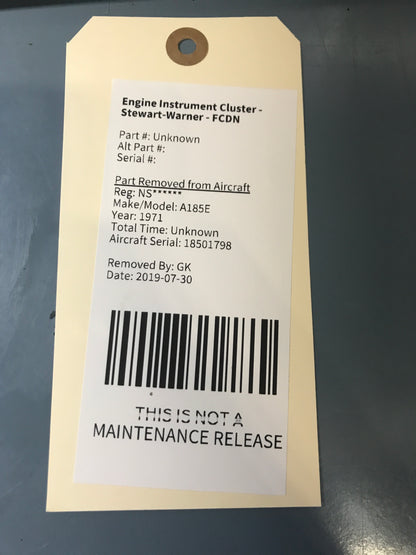 Engine Instrument Cluster -
Stewart-Warner - FCDN
Part #: Unknown
Alt Part #:
Serial #:
Part Removed from Aircraft
Reg: NS******
Make/Model: A185E
Year: 1971
Total Time: Unknown
Aircraft Serial: 18501798
Removed By: GK
Date: 2019-07-30
THIS IS NOT A
MAINTENANCE RELEASE